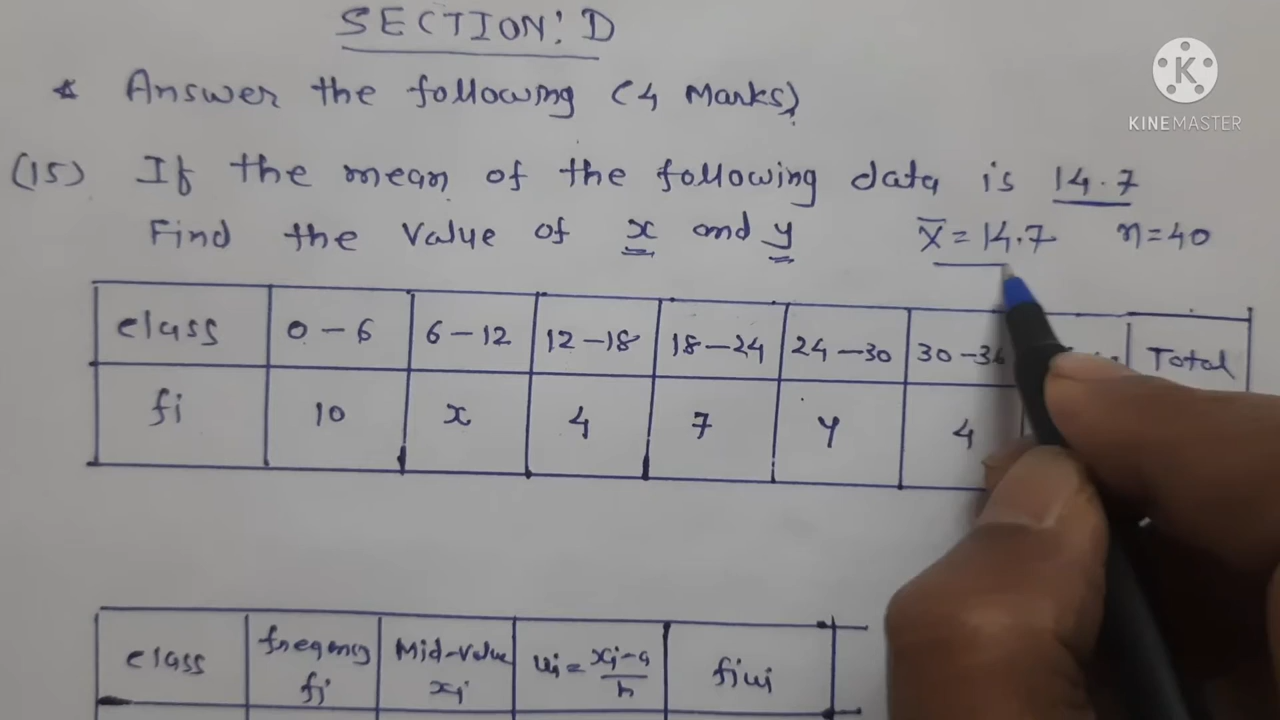 SECTION: D
* Answer the following (4 Marks)
KINEMASTER
(15) If the mean of the following data is 14.7
Find the Value of x and y x̄ = 14.7 n=40
class 0-6 6-12 12-18 18-24 24-30 30-36 Total
fi 10 x 4 7 y 4
class freqency fi Mid-value xi ui = xi-a/h fiui